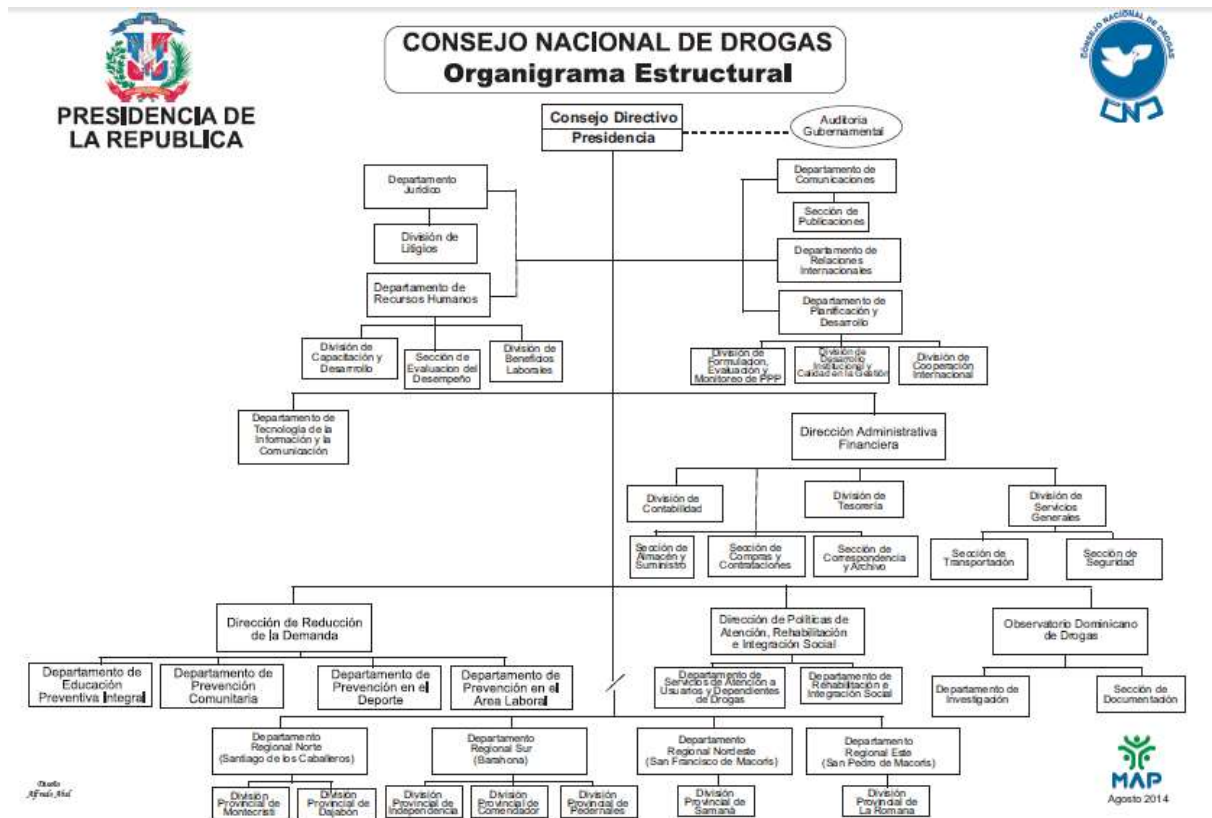 CONSEJO NACIONAL DE DROGAS
Organigrama Estructural
PRESIDENCIA DE
LA REPUBLICA
CONSEJO NACIONAL DE DROGAS
CND
Consejo Directivo
Presidencia
Auditoria
Gubernamental
Departamento
Jurídico
División de
Litigios
Departamento de
Recursos Humanos
División de
Capacitación y
Desarrollo
Sección de
Evaluacion del
Desempeño
División de
Beneficios
Laborales
Departamento de
Comunicaciones
Sección de
Publicaciones
Departamento de
Relaciones
Internacionales
Departamento de
Planificación y
Desarrollo
División de
Formulacion,
Evaluación y
Monitoreo de PPP
División de
Desarrollo
Institucional y
Calidad en la Gestión
División de
Cooperación
Internacional
Departamento de
Tecnología de la
Información y la
Comunicación
Dirección Administrativa
Financiera
División de
Contabilidad
División de
Tesorería
División de
Servicios
Generales
Sección de
Almacén y
Suministro
Sección de
Compras y
Contrataciones
Sección de
Correspondencia
y Archivo
Sección de
Transportación
Sección de
Seguridad
Dirección de Reducción
de la Demanda
Dirección de Políticas de
Atención, Rehabilitación
e Integración Social
Observatorio Dominicano
de Drogas
Departamento de
Educación
Preventiva Integral
Departamento de
Prevención
Comunitaria
Departamento de
Prevención en el
Deporte
Departamento de
Prevención en el
Area Laboral
Departamento de
Servicios de Atención a
Usuarios y Dependientes
de Drogas
Departamento de
Rehabilitación e
Integración Social
Departamento de
Investigación
Sección de
Documentación
Departamento
Regional Norte
(Santiago de los Caballeros)
Departamento
Regional Sur
(Barahona)
Departamento
Regional Nordeste
(San Francisco de Macorís)
Departamento
Regional Este
(San Pedro de Macorís)
División
Provincial de
Montecristi
División
Provincial de
Dajabón
División
Provincial de
Independencia
División
Provincial de
Comendador
División
Provincial de
Pedernales
División
Provincial de
Samaná
División
Provincial de
La Romana
Diseño
MAP
Agosto 2014